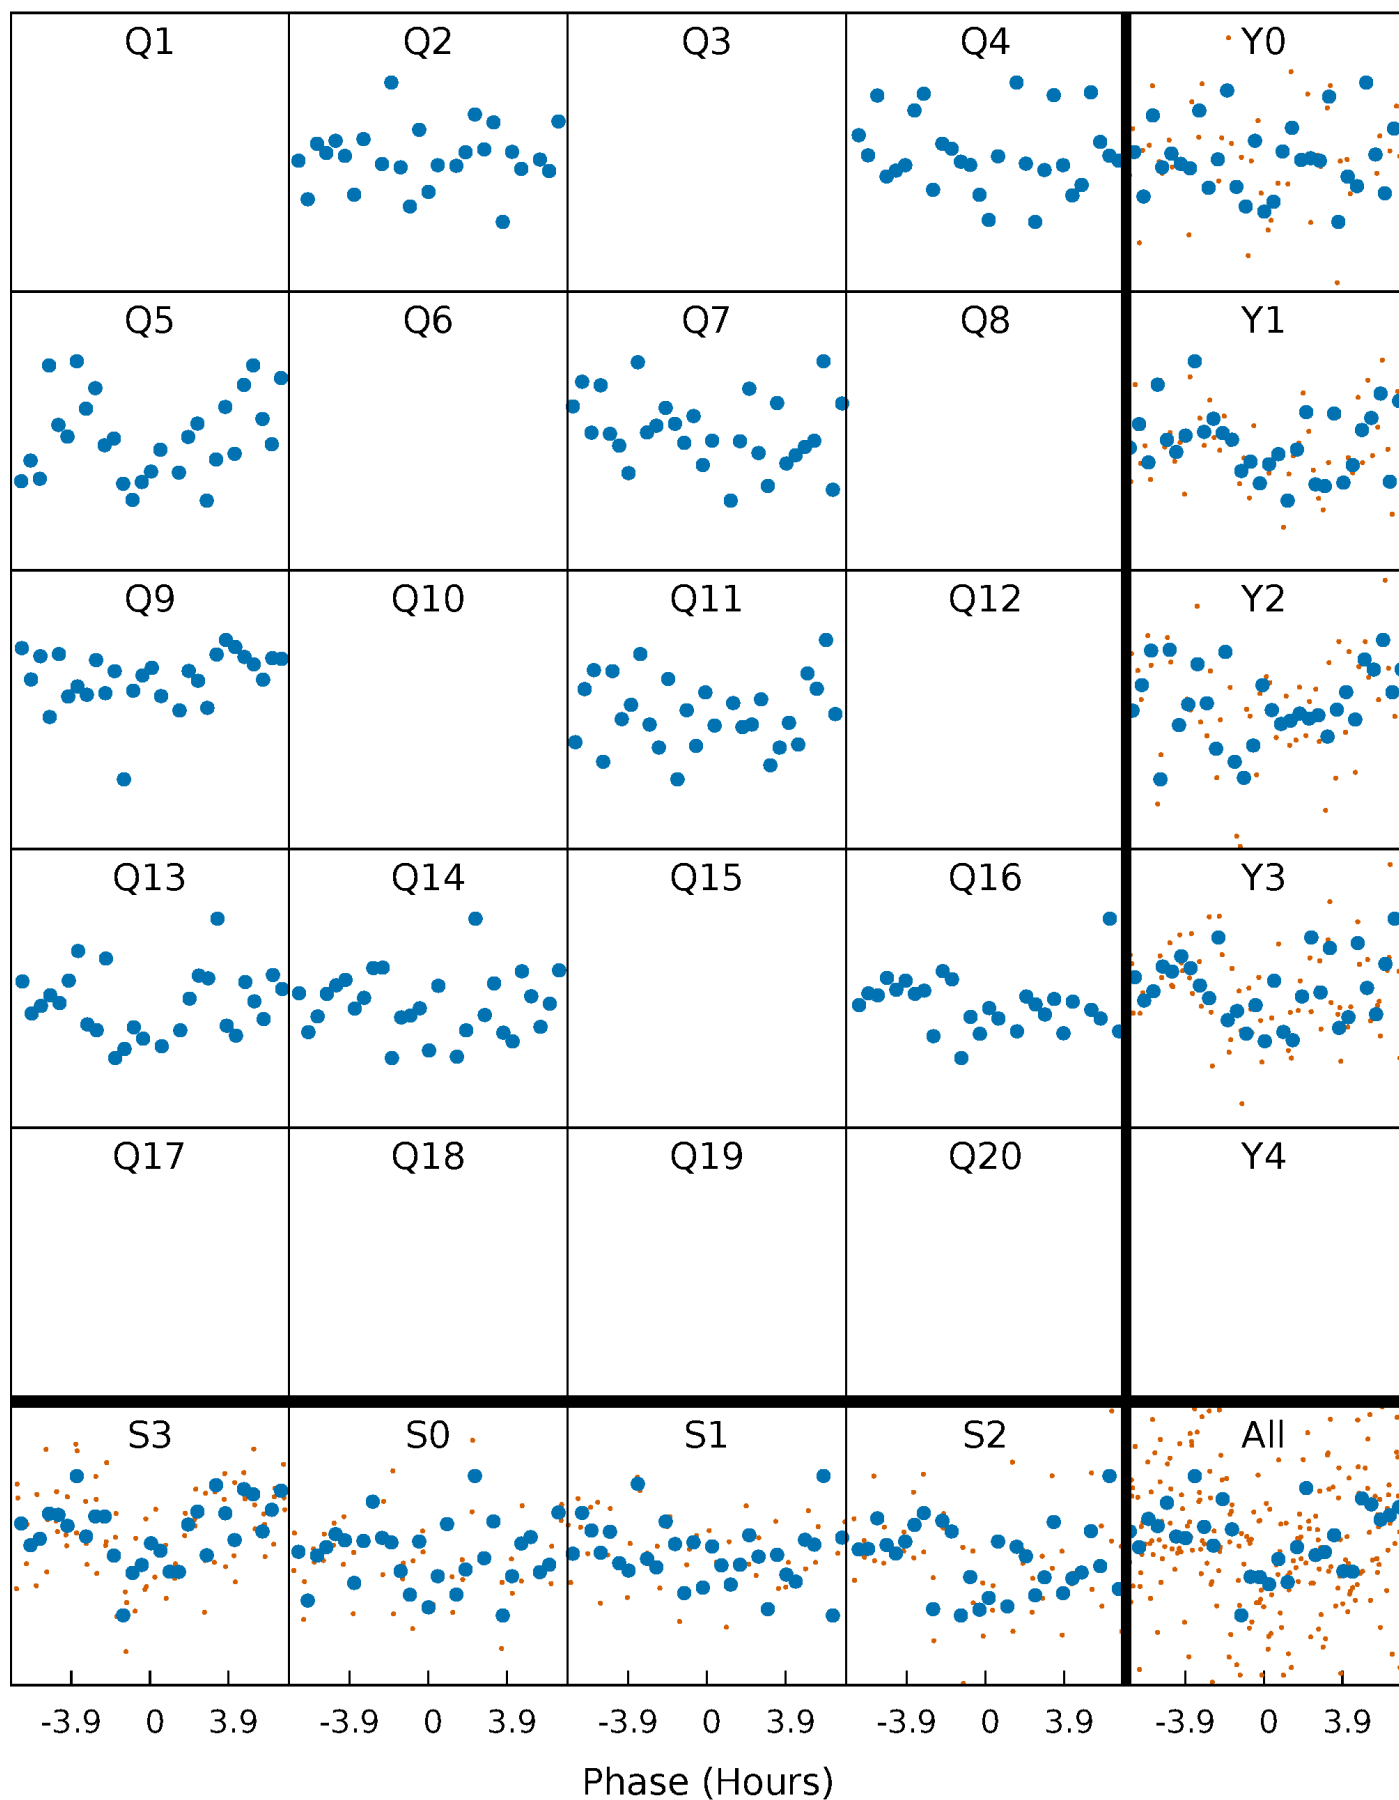 Q1 Q2 Q3 Q4 Y0
Q5 Q6 Q7 Q8 Y1
Q9 Q10 Q11 Q12 Y2
Q13 Q14 Q15 Q16 Y3
Q17 Q18 Q19 Q20 Y4
S3 S0 S1 S2 All
-3.9 0 3.9 -3.9 0 3.9 -3.9 0 3.9 -3.9 0 3.9 -3.9 0 3.9
Phase (Hours)